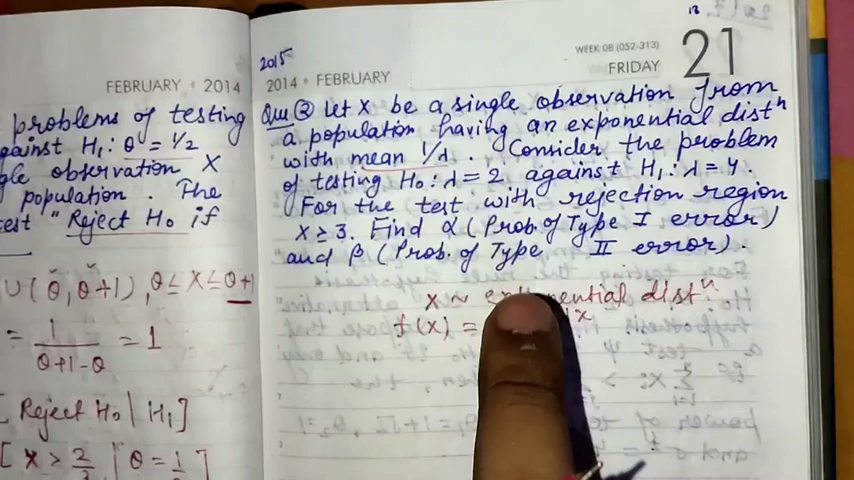 FEBRUARY • 2014
problems of testing
gainst H₁: θ = 1/2
gle observation X
population. The
est "Reject H₀ if
U(θ, θ+1), θ ≤ X ≤ θ+1
= 1/(θ+1-θ) = 1
[ Reject H₀ | H₁]
[ X > 2/3 | θ = 1/2 ]
2015
2014 • FEBRUARY
WEEK 08 (052-313)
FRIDAY
21
Que ② Let X be a single observation from
a population having an exponential distⁿ
with mean 1/λ. Consider the problem
of testing H₀: λ = 2 against H₁: λ = 4.
For the test with rejection region
X ≥ 3. Find α (Prob. of Type I error)
and β (Prob. of Type II error).
X ~ exponential distⁿ
f(x) =